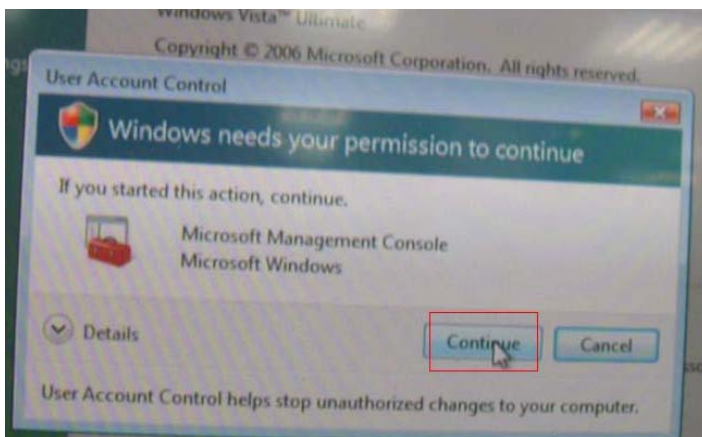 Windows Vista™ Ultimate
Copyright © 2006 Microsoft Corporation. All rights reserved.
User Account Control
Windows needs your permission to continue
If you started this action, continue.
Microsoft Management Console
Microsoft Windows
Details
Continue
Cancel
User Account Control helps stop unauthorized changes to your computer.